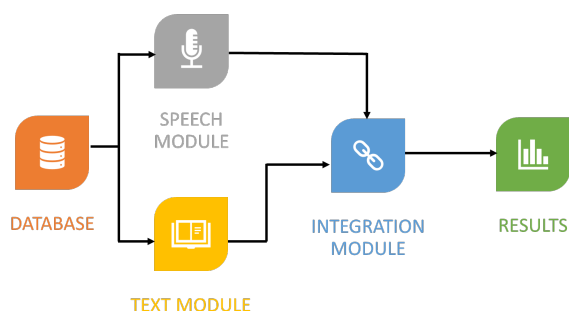 SPEECH
MODULE
DATABASE
INTEGRATION
MODULE
RESULTS
TEXT MODULE